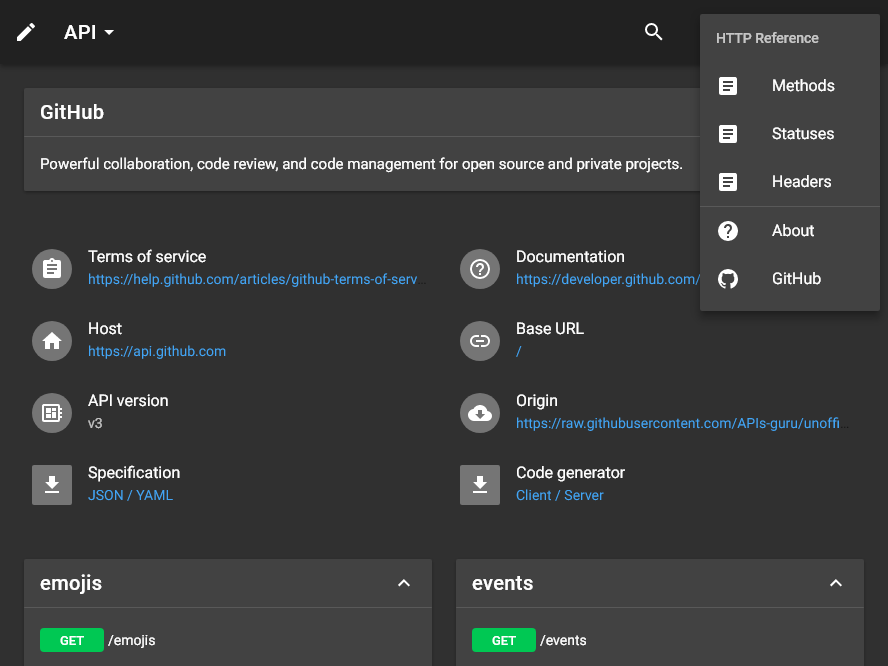 API
HTTP Reference
Methods
Statuses
Headers
About
GitHub
GitHub
Powerful collaboration, code review, and code management for open source and private projects.
Terms of service
https://help.github.com/articles/github-terms-of-serv...
Documentation
https://developer.github.com/
Host
https://api.github.com
Base URL
/
API version
v3
Origin
https://raw.githubusercontent.com/APIs-guru/unoffi...
Specification
JSON / YAML
Code generator
Client / Server
emojis
GET /emojis
events
GET /events